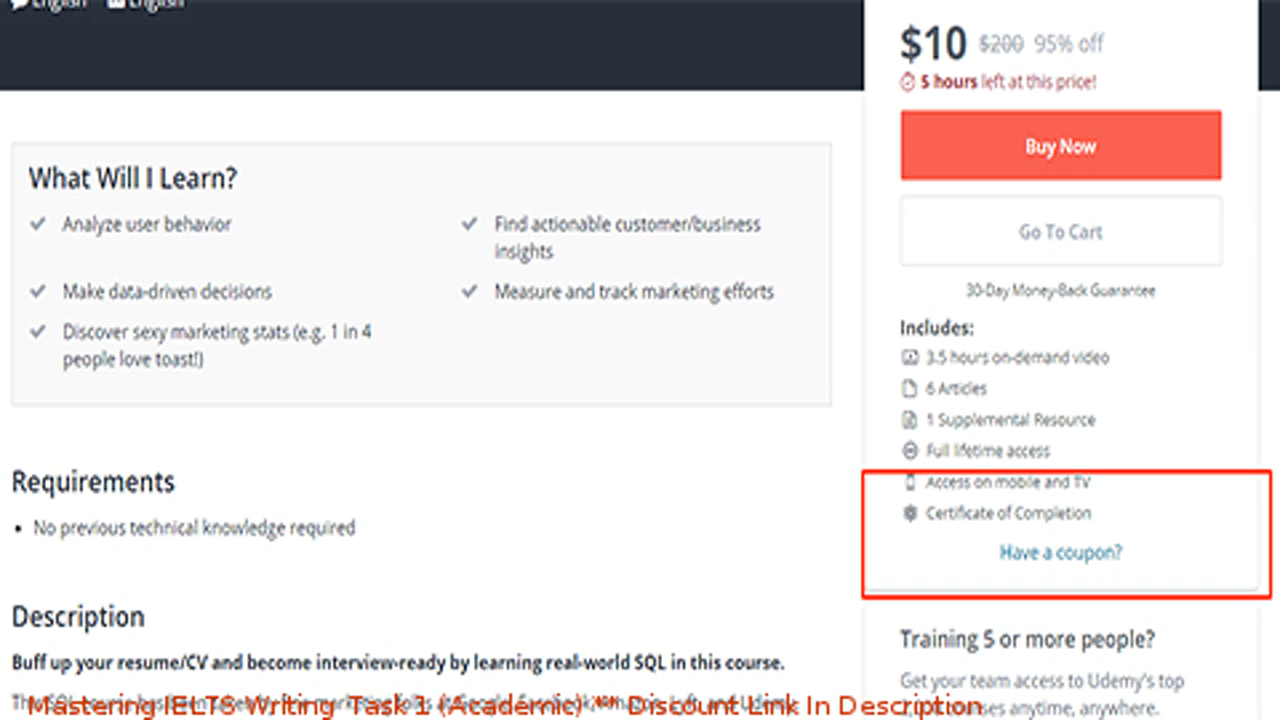 English English
What Will I Learn?
Analyze user behavior
Find actionable customer/business
insights
Make data-driven decisions
Measure and track marketing efforts
Discover sexy marketing stats (e.g. 1 in 4
people love toast!)
Requirements
• No previous technical knowledge required
Description
Buff up your resume/CV and become interview-ready by learning real-world SQL in this course.
Mastering IELTS Writing Task 1 (Academic) ** Discount Link In Description
$10 $200 95% off
5 hours left at this price!
Buy Now
Go To Cart
30-Day Money-Back Guarantee
Includes:
3.5 hours on-demand video
6 Articles
1 Supplemental Resource
Full lifetime access
Access on mobile and TV
Certificate of Completion
Have a coupon?
Training 5 or more people?
Get your team access to Udemy's top
courses anytime, anywhere.